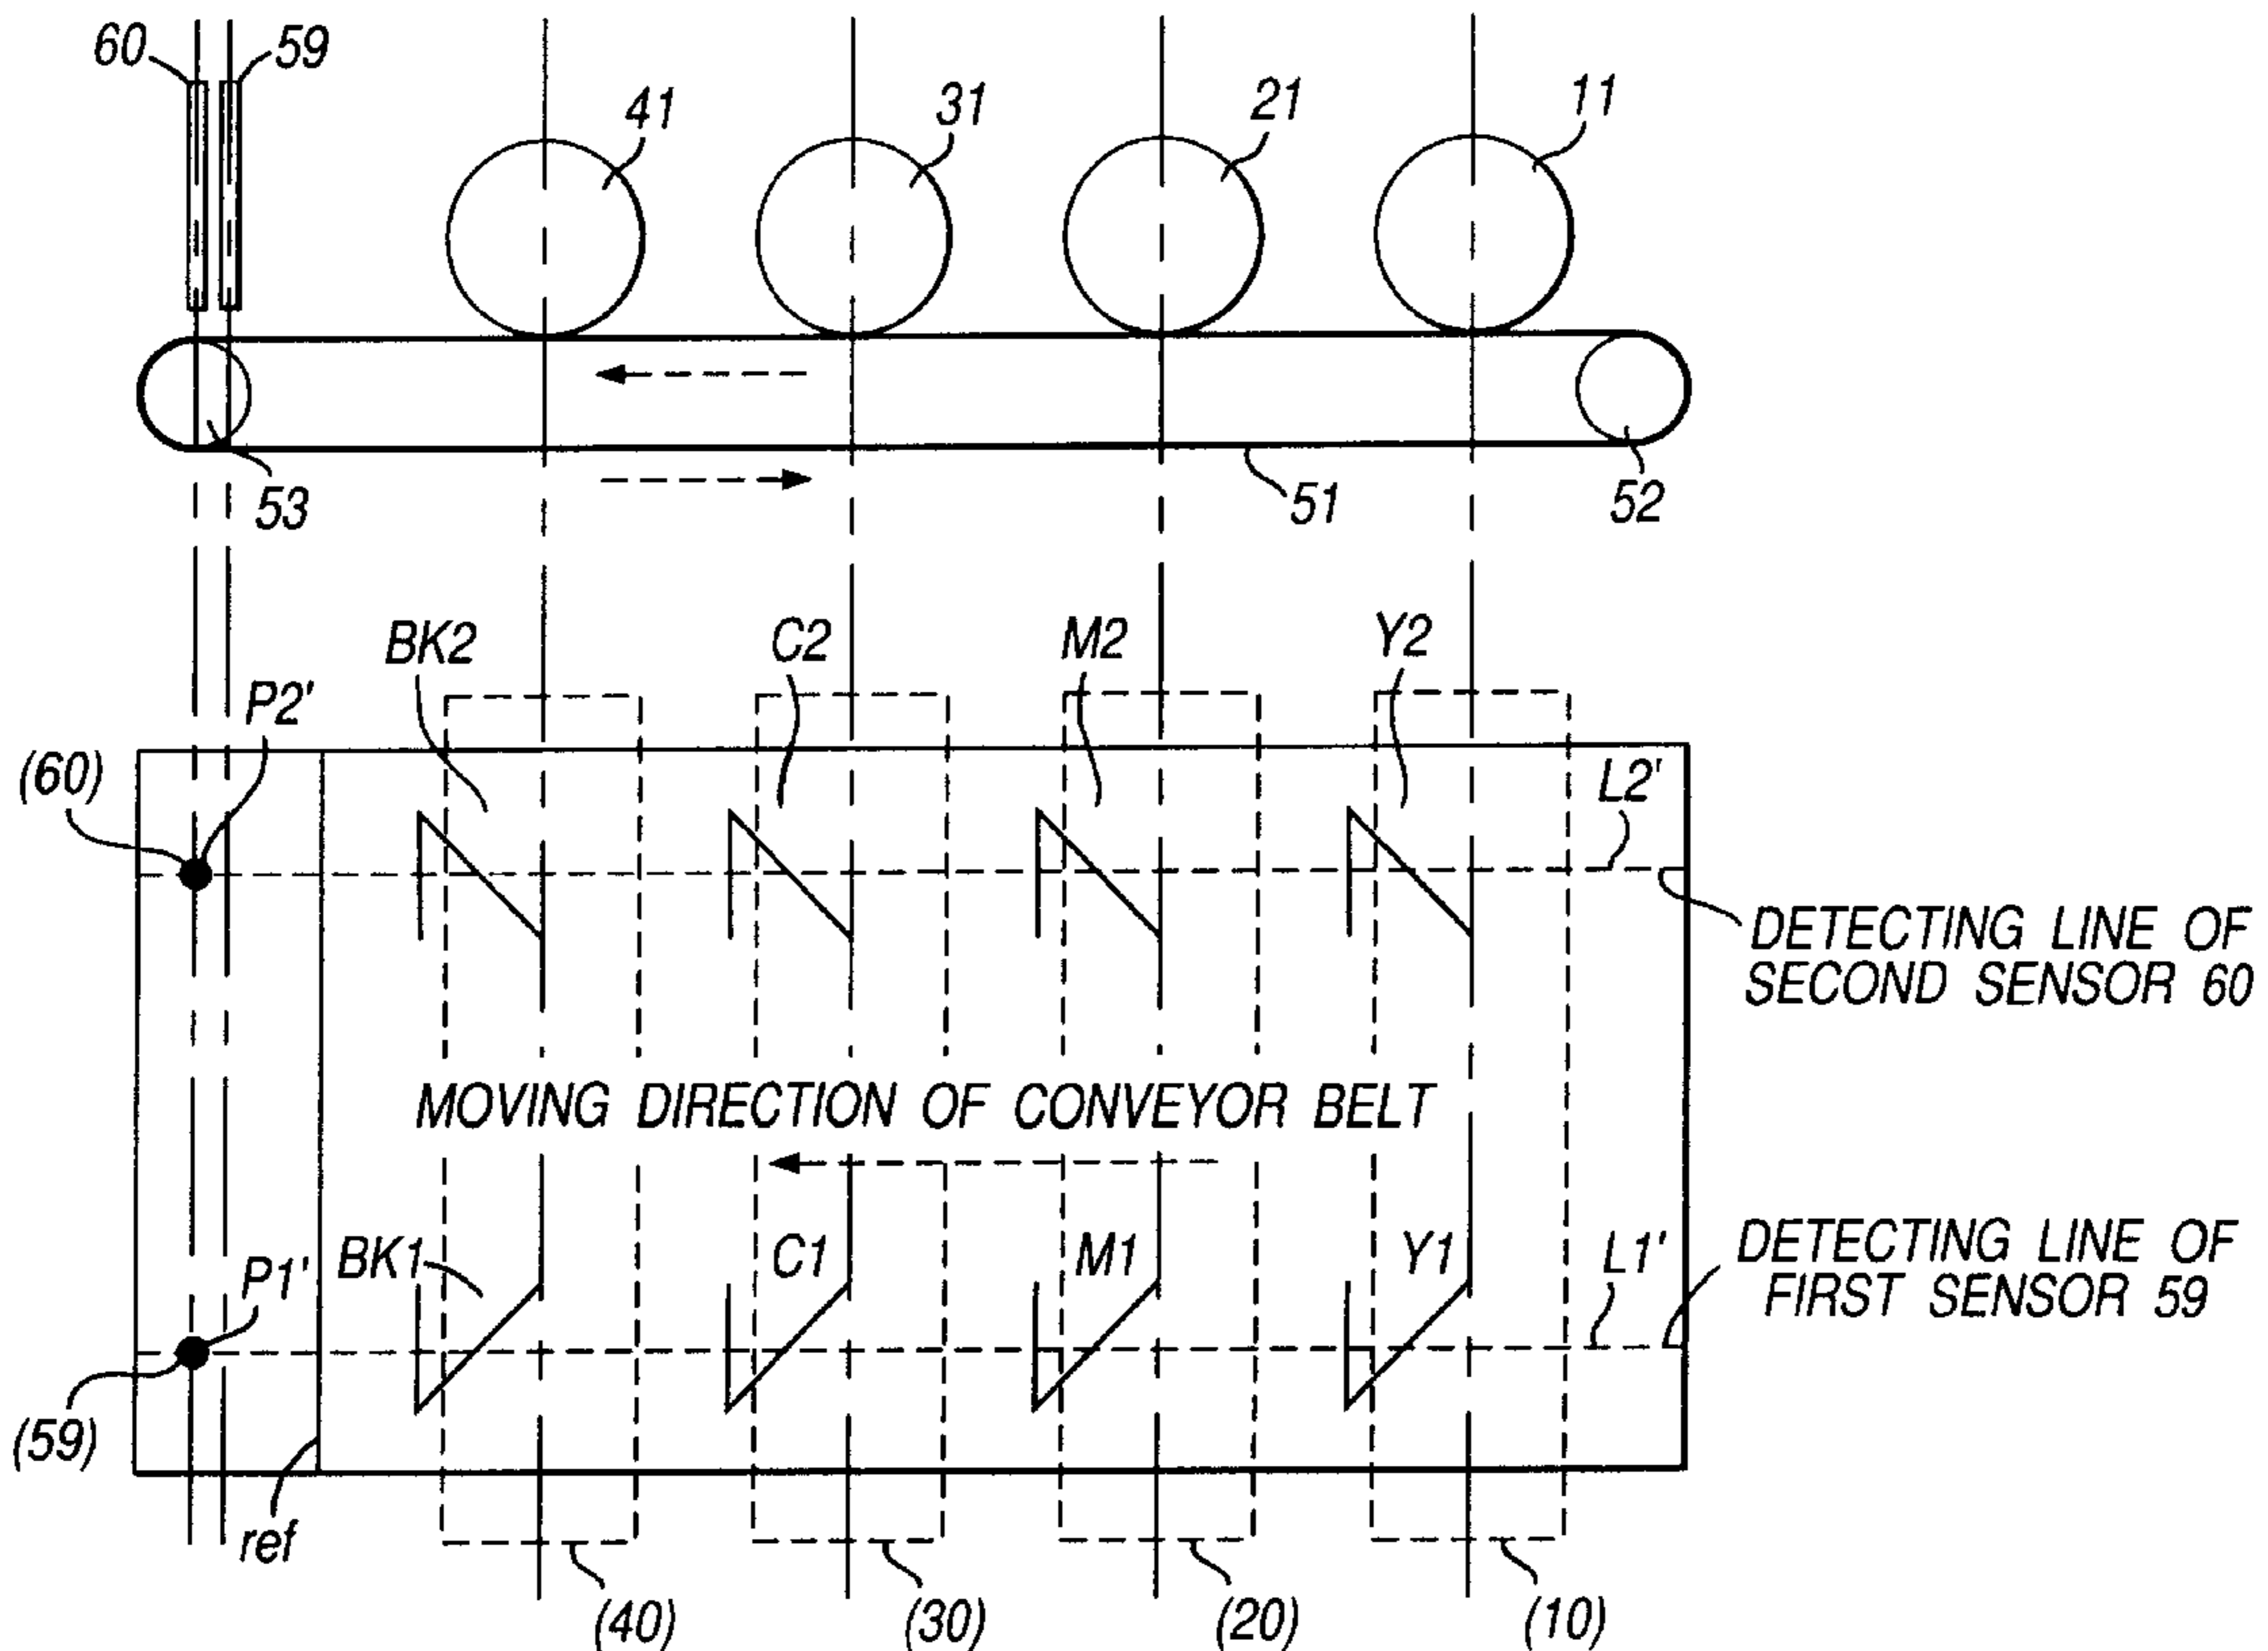 60
59
41
31
21
11
53
51
52
BK2
C2
M2
Y2
P2'
(60)
L2'
DETECTING LINE OF
SECOND SENSOR 60
MOVING DIRECTION OF CONVEYOR BELT
BK1
C1
M1
Y1
L1'
DETECTING LINE OF
FIRST SENSOR 59
P1'
(59)
ref
(40)
(30)
(20)
(10)